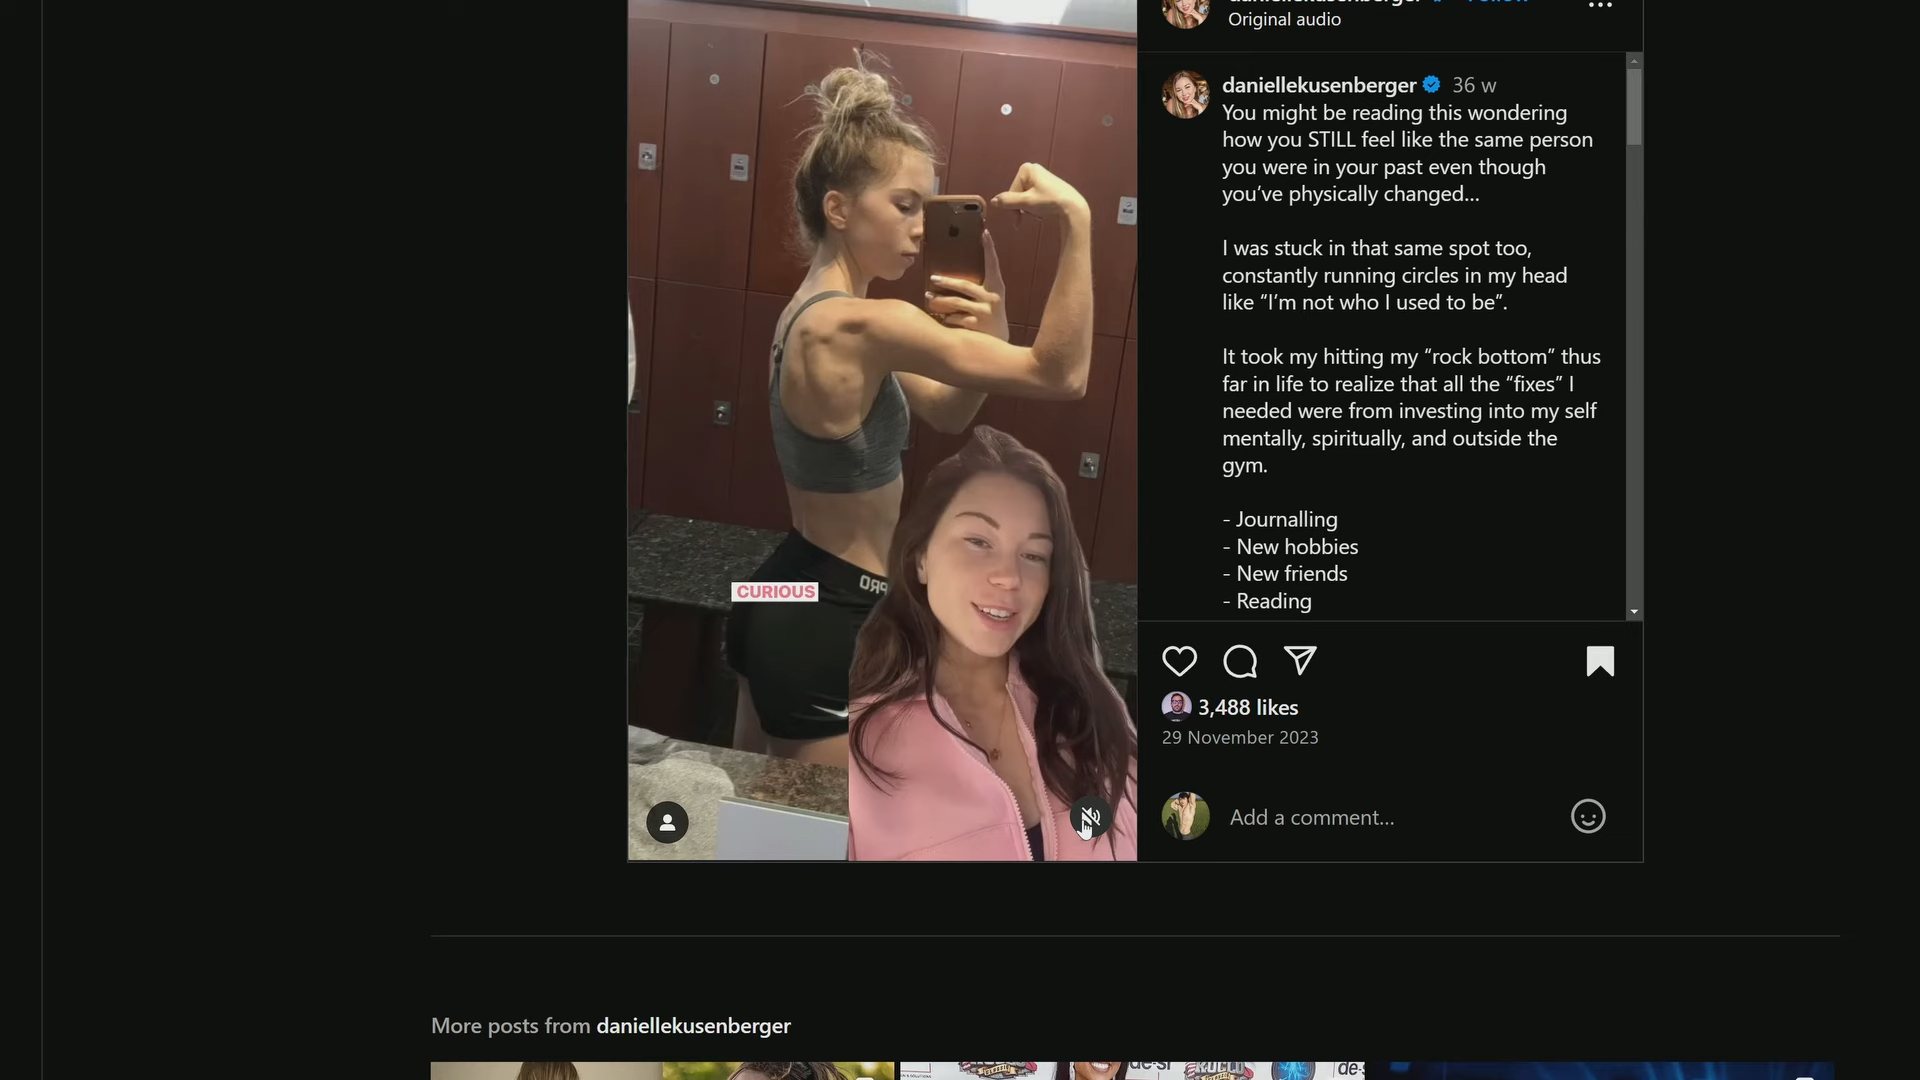 Original audio
daniellekusenberger 36 w
You might be reading this wondering
how you STILL feel like the same person
you were in your past even though
you’ve physically changed...
I was stuck in that same spot too,
constantly running circles in my head
like “I’m not who I used to be”.
It took my hitting my “rock bottom” thus
far in life to realize that all the “fixes” I
needed were from investing into my self
mentally, spiritually, and outside the
gym.
- Journalling
- New hobbies
- New friends
- Reading
CURIOUS
3,488 likes
29 November 2023
Add a comment...
More posts from daniellekusenberger